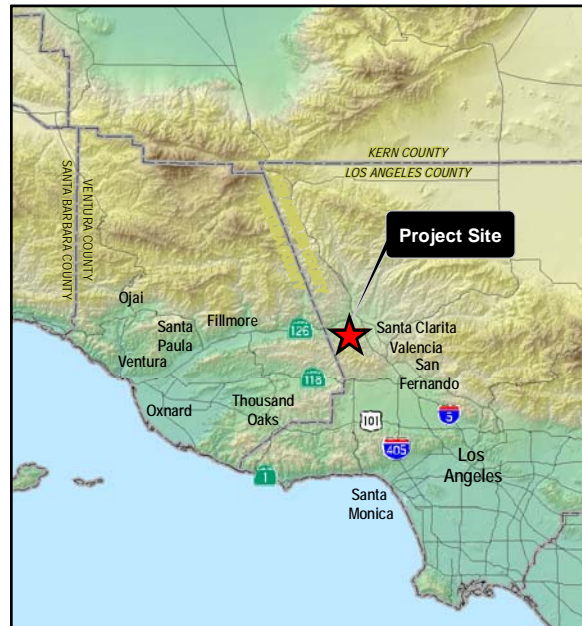 KERN COUNTY
LOS ANGELES COUNTY
SANTA BARBARA COUNTY
VENTURA COUNTY
Project Site
Ojai
Santa
Paula
Fillmore
126
Santa Clarita
Valencia
San
Fernando
Ventura
118
Oxnard
Thousand
Oaks
101
5
405
Los
Angeles
1
Santa
Monica